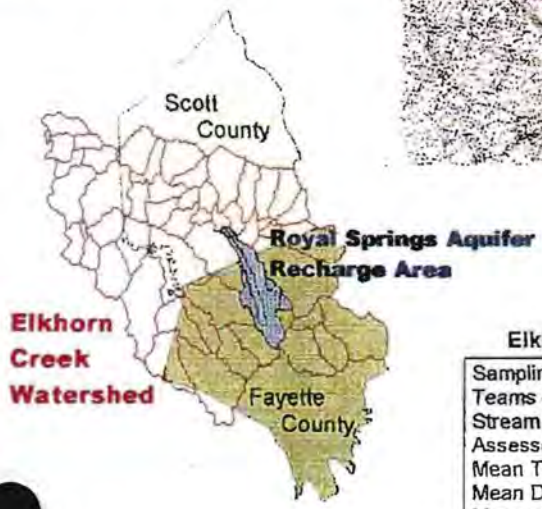 Scott
County
Royal Springs Aquifer
Recharge Area
Elkhorn
Creek
Watershed
Fayette
County
Elk
Samplin
Teams
Stream
Assess
Mean T
Mean D